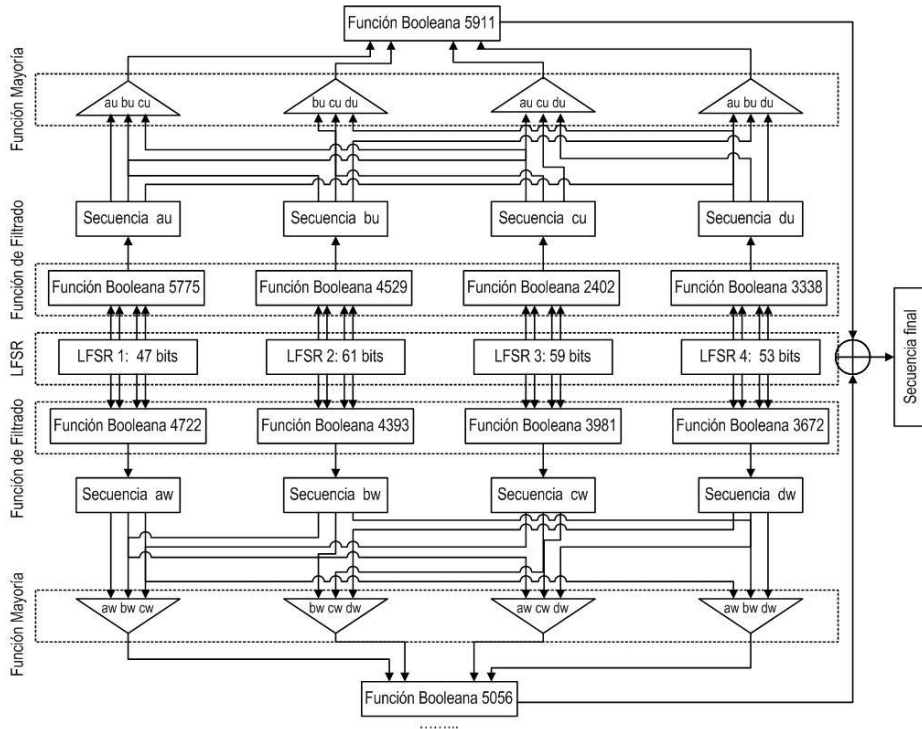 Función Booleana 5911
Función Mayoría
au bu cu
bu cu du
au cu du
au bu du
Secuencia au
Secuencia bu
Secuencia cu
Secuencia du
Función de Filtrado
Función Booleana 5775
Función Booleana 4529
Función Booleana 2402
Función Booleana 3338
LFSR
LFSR 1: 47 bits
LFSR 2: 61 bits
LFSR 3: 59 bits
LFSR 4: 53 bits
Secuencia final
Función de Filtrado
Función Booleana 4722
Función Booleana 4393
Función Booleana 3981
Función Booleana 3672
Secuencia aw
Secuencia bw
Secuencia cw
Secuencia dw
Función Mayoría
aw bw cw
bw cw dw
aw cw dw
aw bw dw
Función Booleana 5056
………